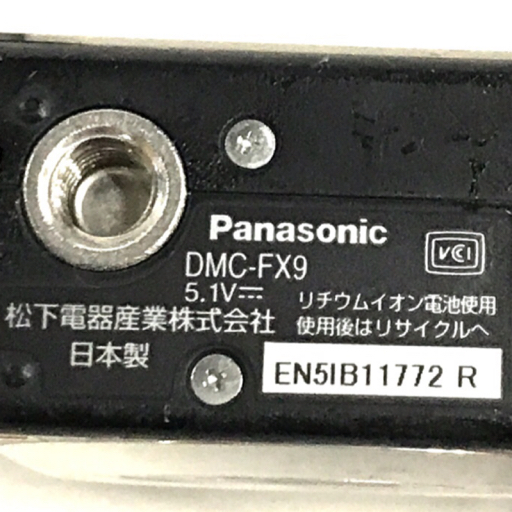 Panasonic
DMC-FX9
VCI
5.1V⎓
リチウムイオン電池使用
松下電器産業株式会社
使用後はリサイクルへ
日本製
EN5IB11772 R